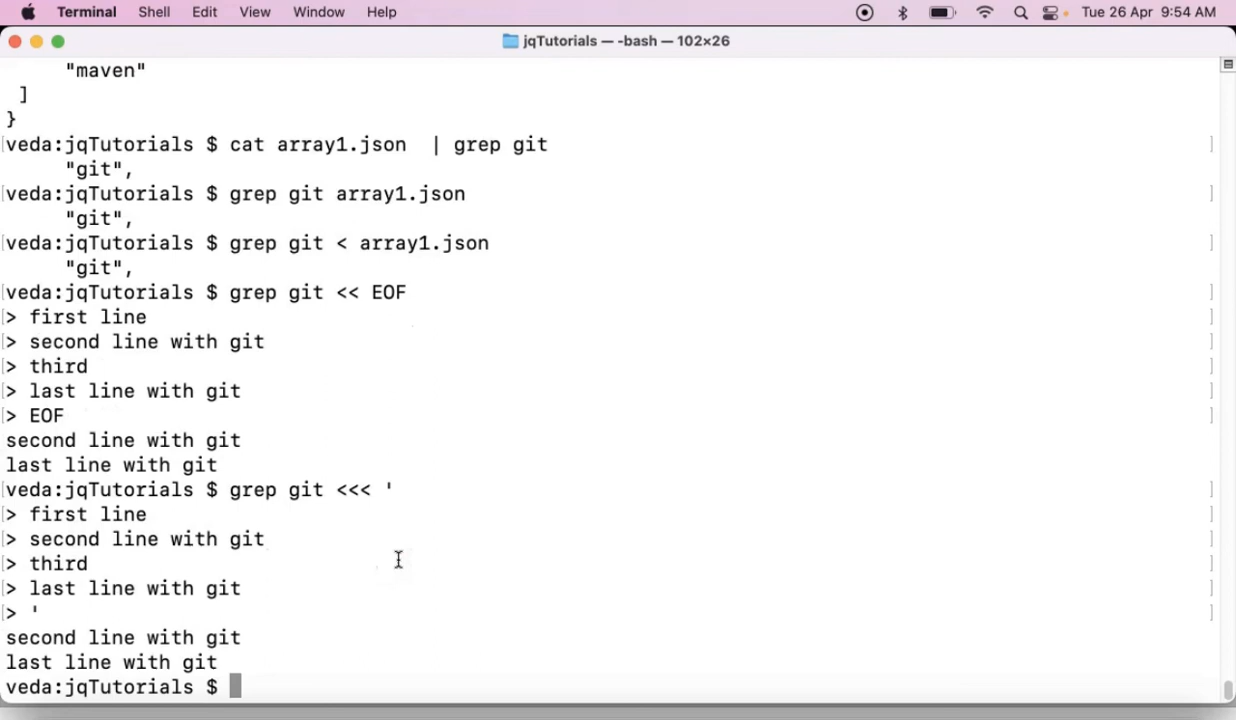 Terminal Shell Edit View Window Help Tue 26 Apr 9:54 AM
jqTutorials — -bash — 102×26
"maven"
]
}
veda:jqTutorials $ cat array1.json | grep git
"git",
veda:jqTutorials $ grep git array1.json
"git",
veda:jqTutorials $ grep git < array1.json
"git",
veda:jqTutorials $ grep git << EOF
> first line
> second line with git
> third
> last line with git
> EOF
second line with git
last line with git
veda:jqTutorials $ grep git <<< '
> first line
> second line with git
> third
> last line with git
> '
second line with git
last line with git
veda:jqTutorials $